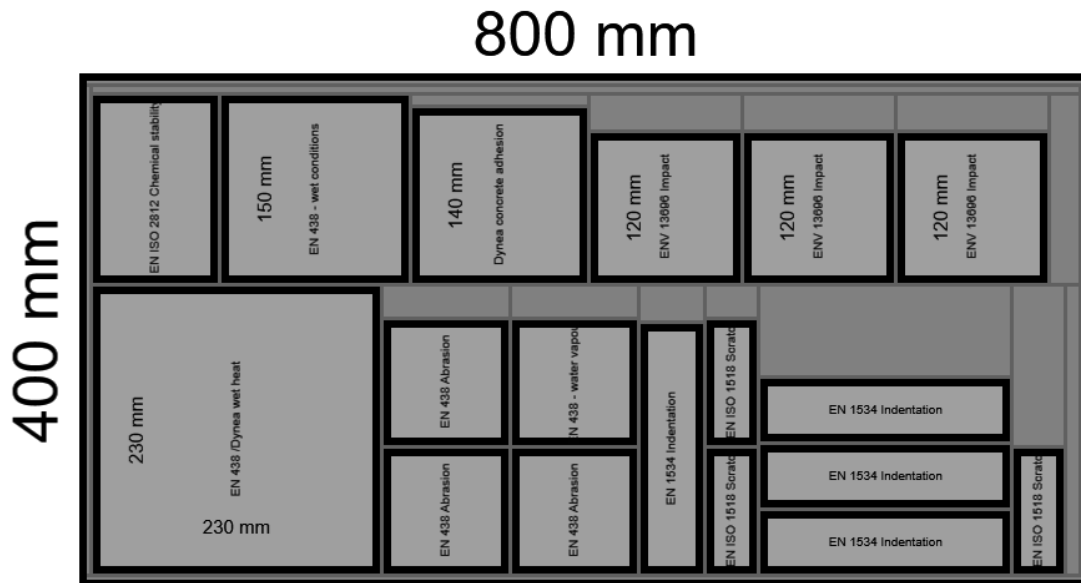 800 mm
400 mm
EN ISO 2812 Chemical stability
150 mm
EN 438 - wet conditions
140 mm
Dynea concrete adhesion
120 mm
ENV 13696 Impact
120 mm
ENV 13696 Impact
120 mm
ENV 13696 Impact
230 mm
EN 438 /Dynea wet heat
230 mm
EN 438 Abrasion
EN 438 - water vapou
EN 1534 Indentation
EN ISO 1518 Scratc
EN 1534 Indentation
EN 438 Abrasion
EN 438 Abrasion
EN ISO 1518 Scratc
EN 1534 Indentation
EN 1534 Indentation
EN ISO 1518 Scratc